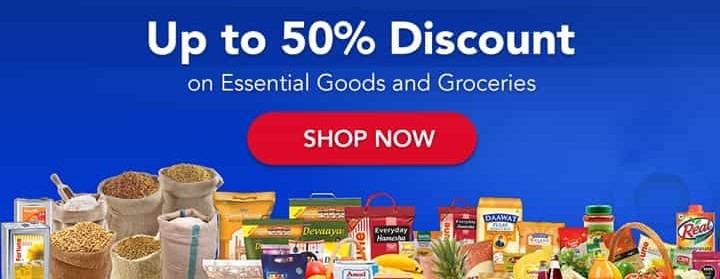 Up to 50% Discount
on Essential Goods and Groceries
SHOP NOW
Fortune
Devaaya
Everyday
Hamesha
DAAWAT
Amul
Real